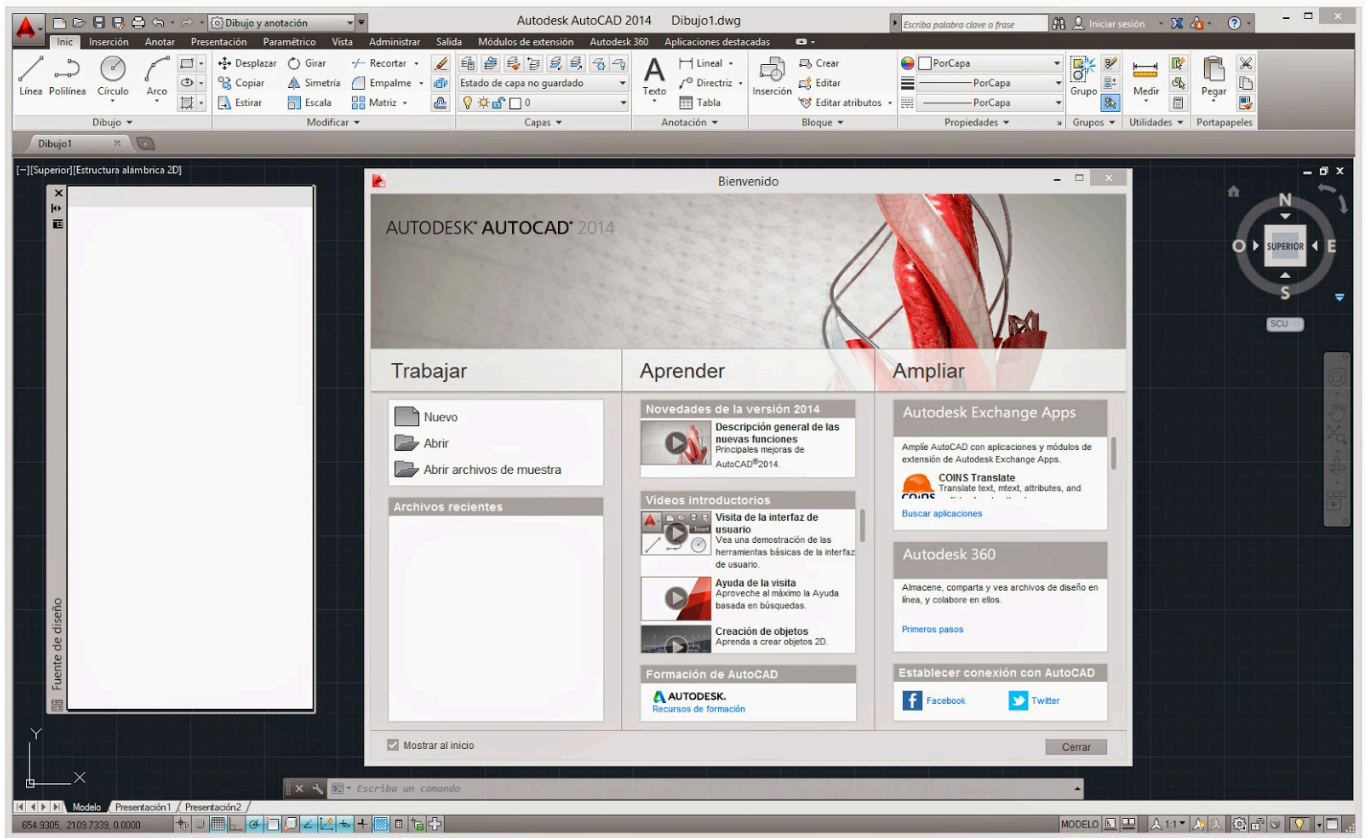 Dibujo y anotación
Autodesk AutoCAD 2014 Dibujo1.dwg
Escriba palabra clave o frase
Iniciar sesión
Inic Inserción Anotar Presentación Paramétrico Vista Administrar Salida Módulos de extensión Autodesk 360 Aplicaciones destacadas
Línea Polilínea Círculo Arco
Desplazar Girar Recortar
Copiar Simetría Empalme
Estirar Escala Matriz
Estado de capa no guardado
0
Texto
Lineal
Directriz
Tabla
Inserción
Crear
Editar
Editar atributos
PorCapa
PorCapa
PorCapa
Grupo
Medir
Pegar
Dibujo Modificar Capas Anotación Bloque Propiedades Grupos Utilidades Portapapeles
Dibujo1
[−][Superior][Estructura alámbrica 2D]
Fuente de diseño
Bienvenido
AUTODESK® AUTOCAD® 2014
Trabajar
Nuevo
Abrir
Abrir archivos de muestra
Archivos recientes
Aprender
Novedades de la versión 2014
Descripción general de las
nuevas funciones
Principales mejoras de
AutoCAD®2014.
Vídeos introductorios
Visita de la interfaz de
usuario
Vea una demostración de las
herramientas básicas de la interfaz
de usuario.
Ayuda de la visita
Aproveche al máximo la Ayuda
basada en búsquedas.
Creación de objetos
Aprenda a crear objetos 2D.
Formación de AutoCAD
AUTODESK.
Recursos de formación
Ampliar
Autodesk Exchange Apps
Amplíe AutoCAD con aplicaciones y módulos de
extensión de Autodesk Exchange Apps.
COINS Translate
Translate text, mtext, attributes, and
COINS
Buscar aplicaciones
Autodesk 360
Almacene, comparta y vea archivos de diseño en
línea, y colabore en ellos.
Primeros pasos
Establecer conexión con AutoCAD
Facebook Twitter
Mostrar al inicio
Cerrar
N
O SUPERIOR E
S
SCU
Y
X
Escriba un comando
Modelo Presentación1 Presentación2
654.9305, 2109.7339, 0.0000
MODELO
1:1